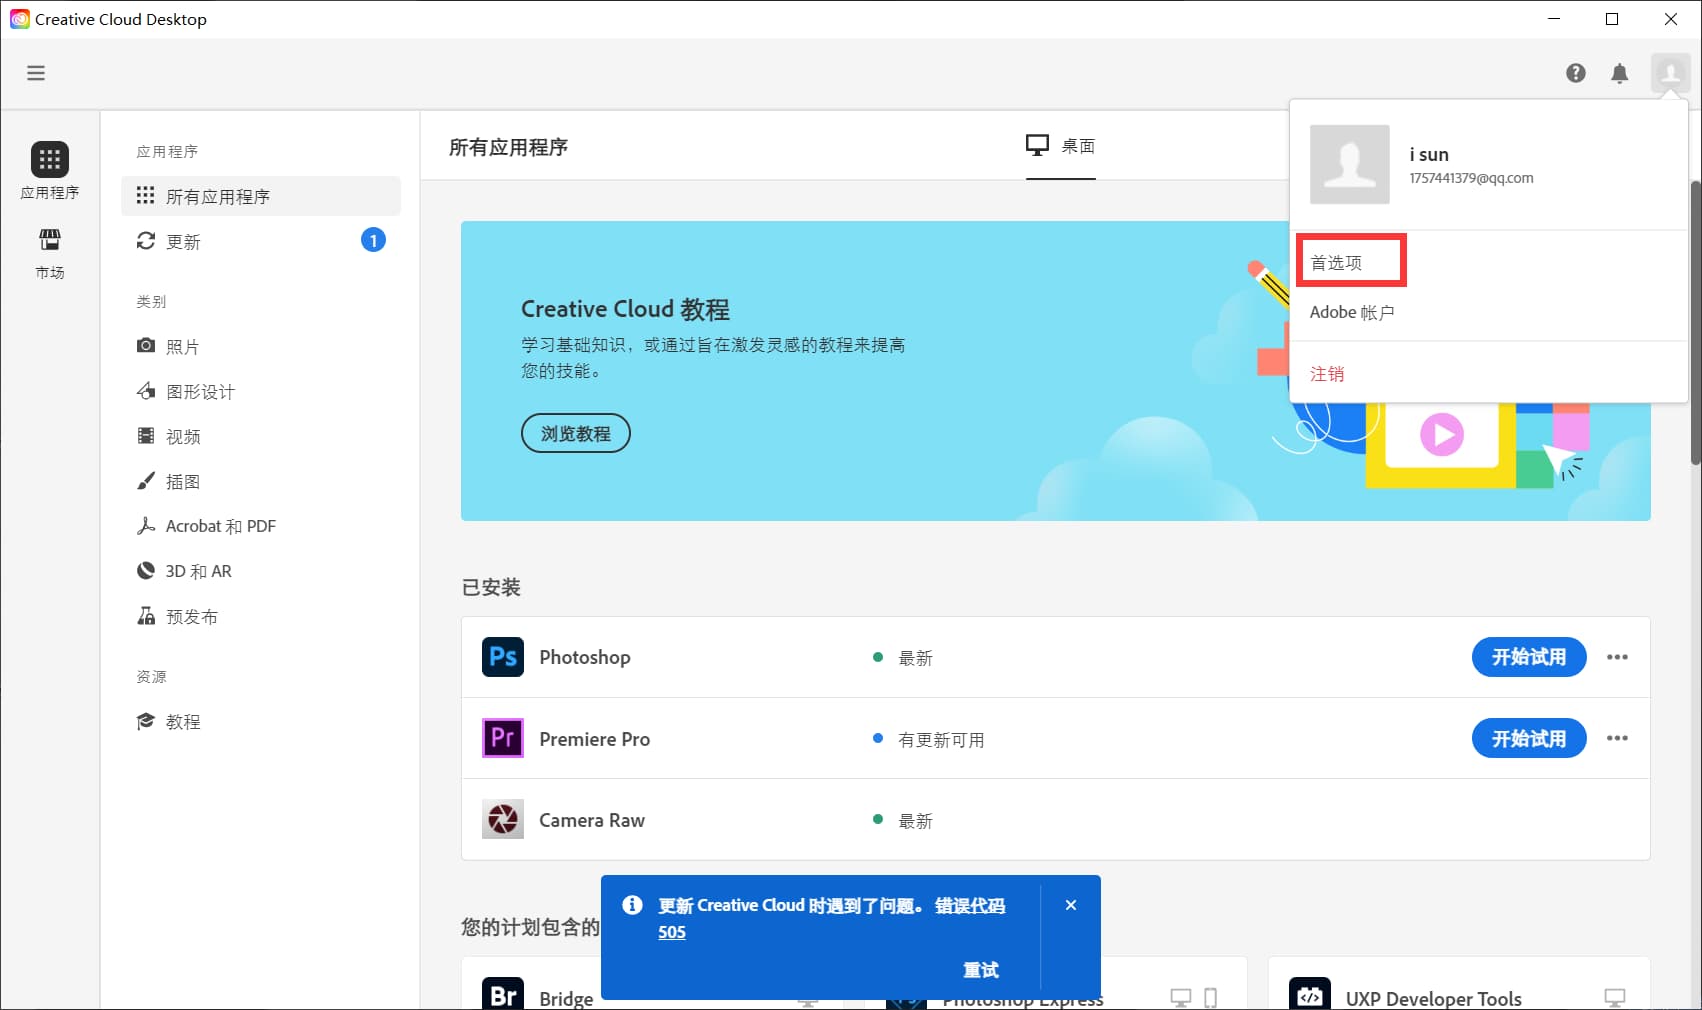 Creative Cloud Desktop
应用程序
市场
应用程序
所有应用程序
更新
1
类别
照片
图形设计
视频
插图
Acrobat 和 PDF
3D 和 AR
预发布
资源
教程
所有应用程序
桌面
i sun
1757441379@qq.com
首选项
Adobe 帐户
注销
Creative Cloud 教程
学习基础知识，或通过旨在激发灵感的教程来提高
您的技能。
浏览教程
已安装
Ps Photoshop
最新
开始试用
Pr Premiere Pro
有更新可用
开始试用
Camera Raw
最新
更新 Creative Cloud 时遇到了问题。 错误代码
505
重试
您的计划包含的
Br Bridge
Photoshop Express
UXP Developer Tools